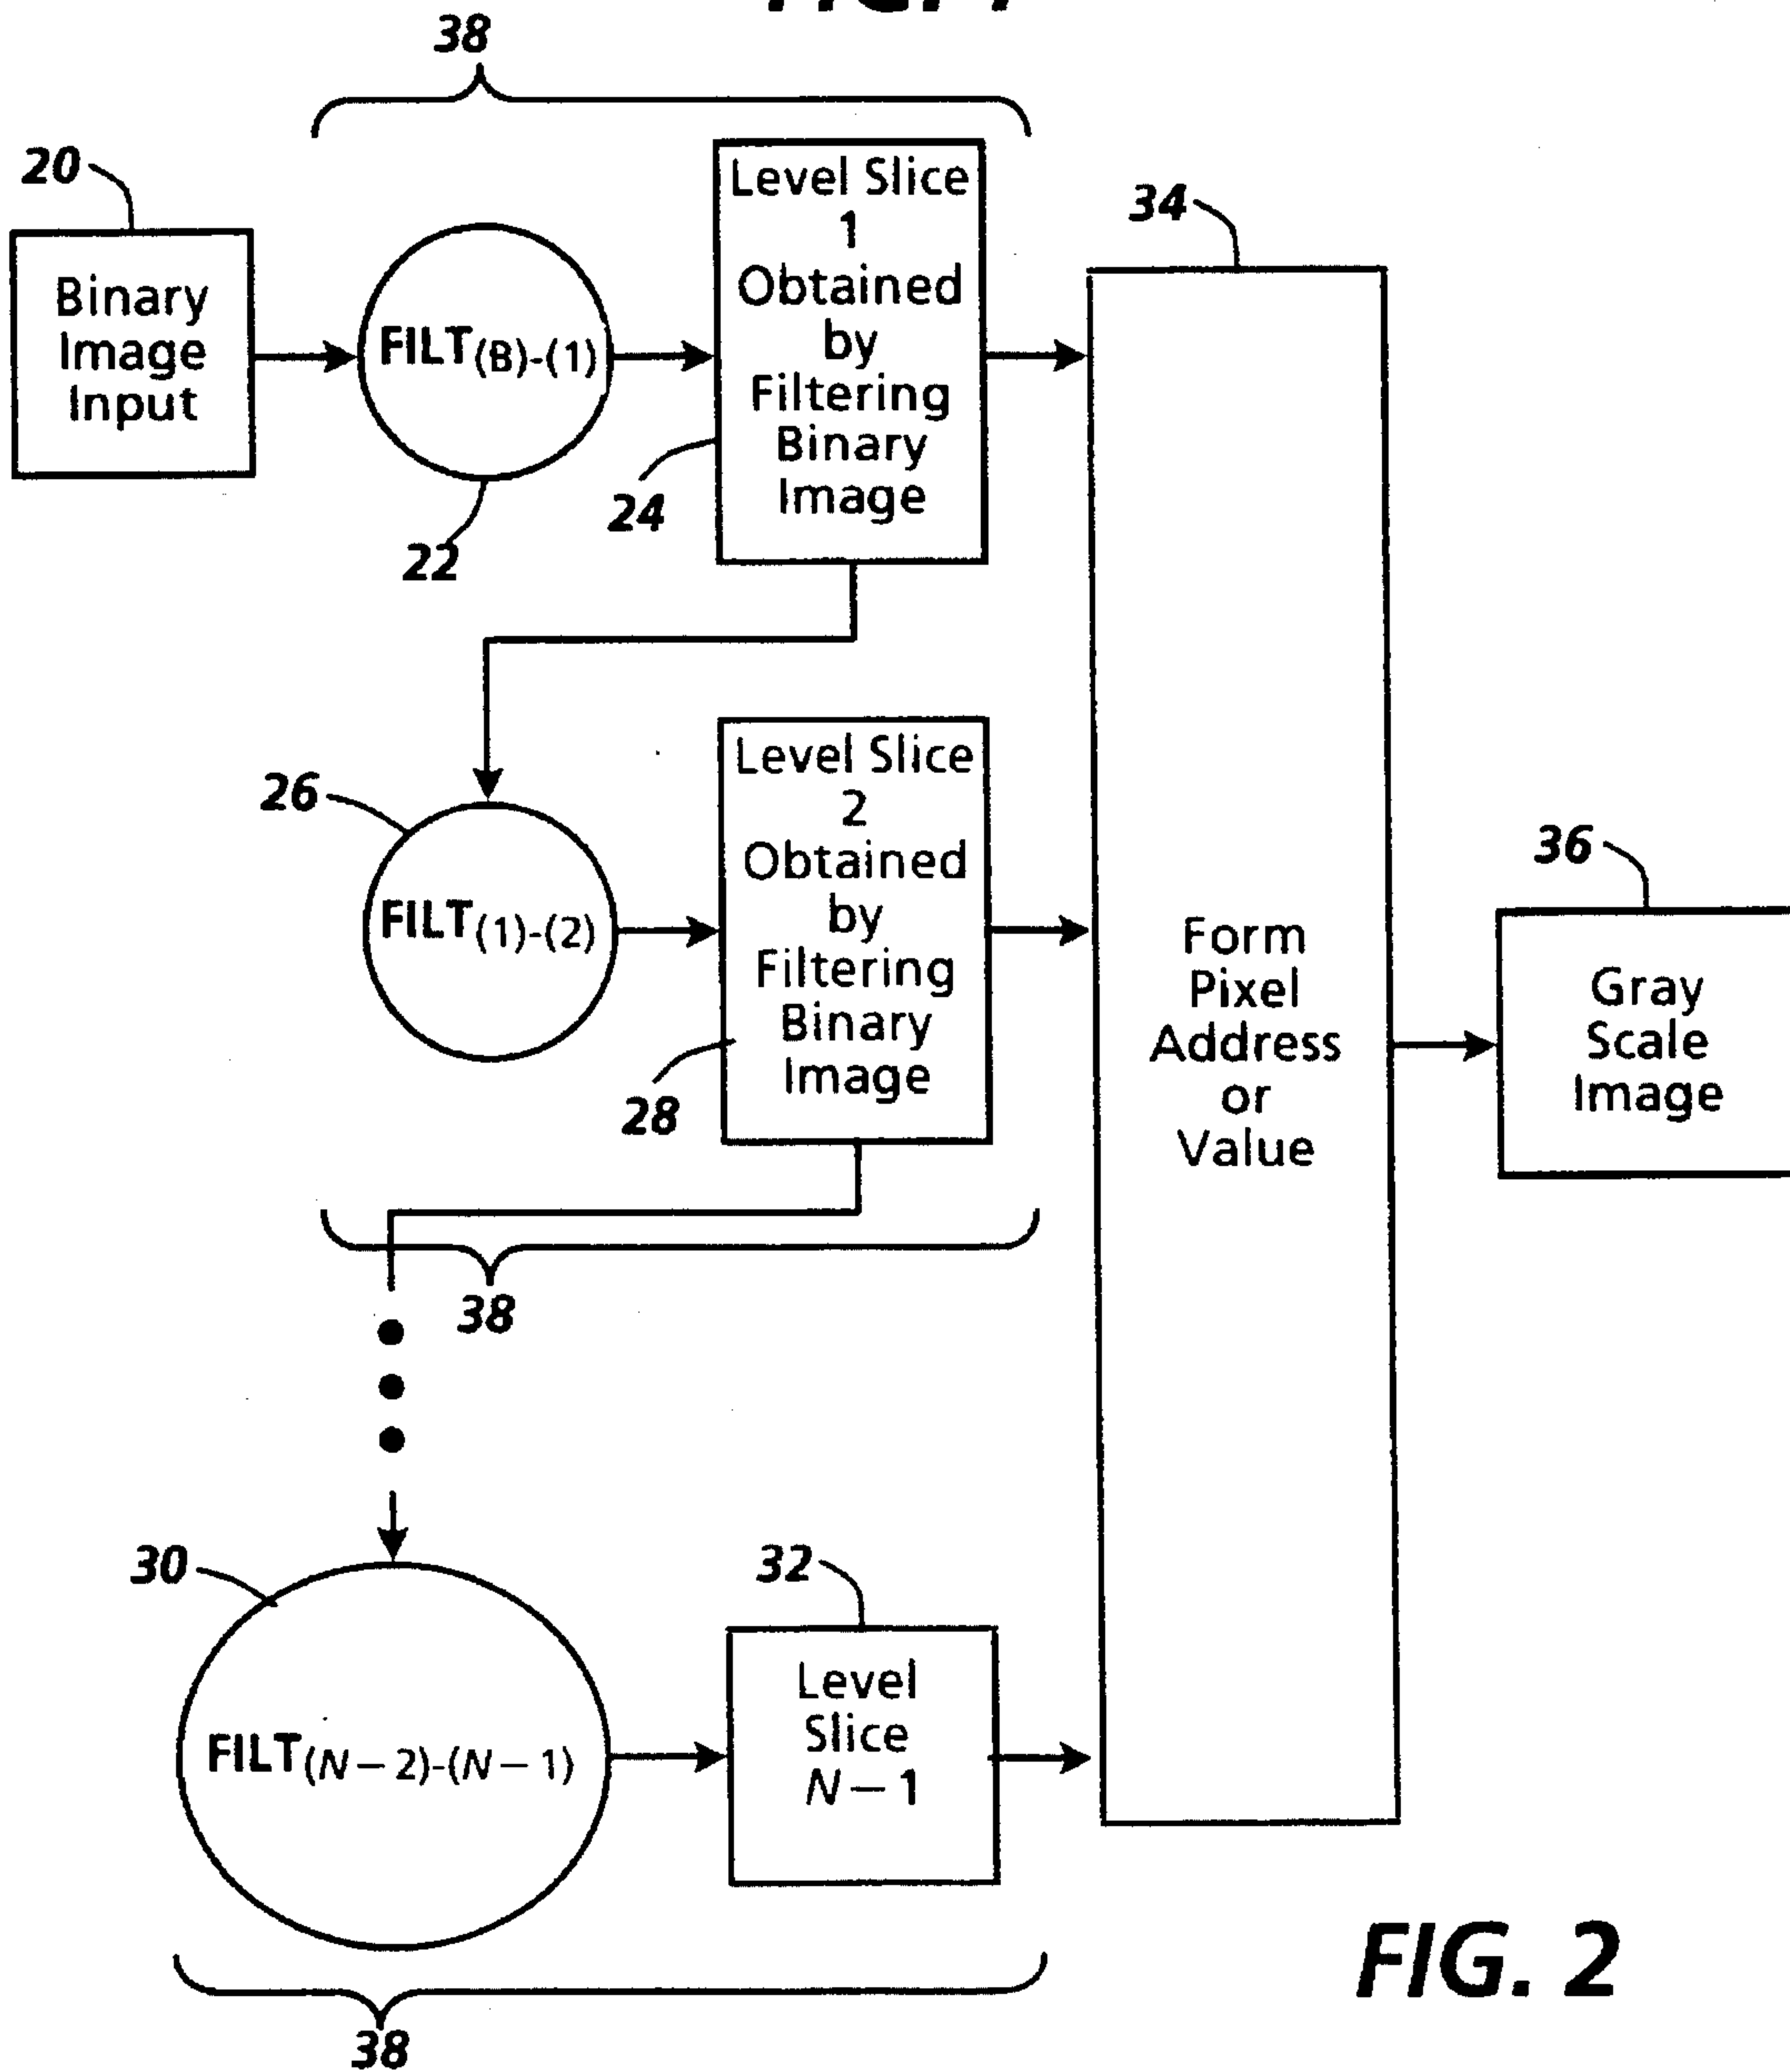 38
20
Binary
Image
Input
FILT(B)-(1)
22
Level Slice
1
Obtained
by
Filtering
Binary
Image
24
34
26
FILT(1)-(2)
Level Slice
2
Obtained
by
Filtering
Binary
Image
28
38
Form
Pixel
Address
or
Value
36
Gray
Scale
Image
30
FILT(N−2)-(N−1)
32
Level
Slice
N−1
38
FIG. 2